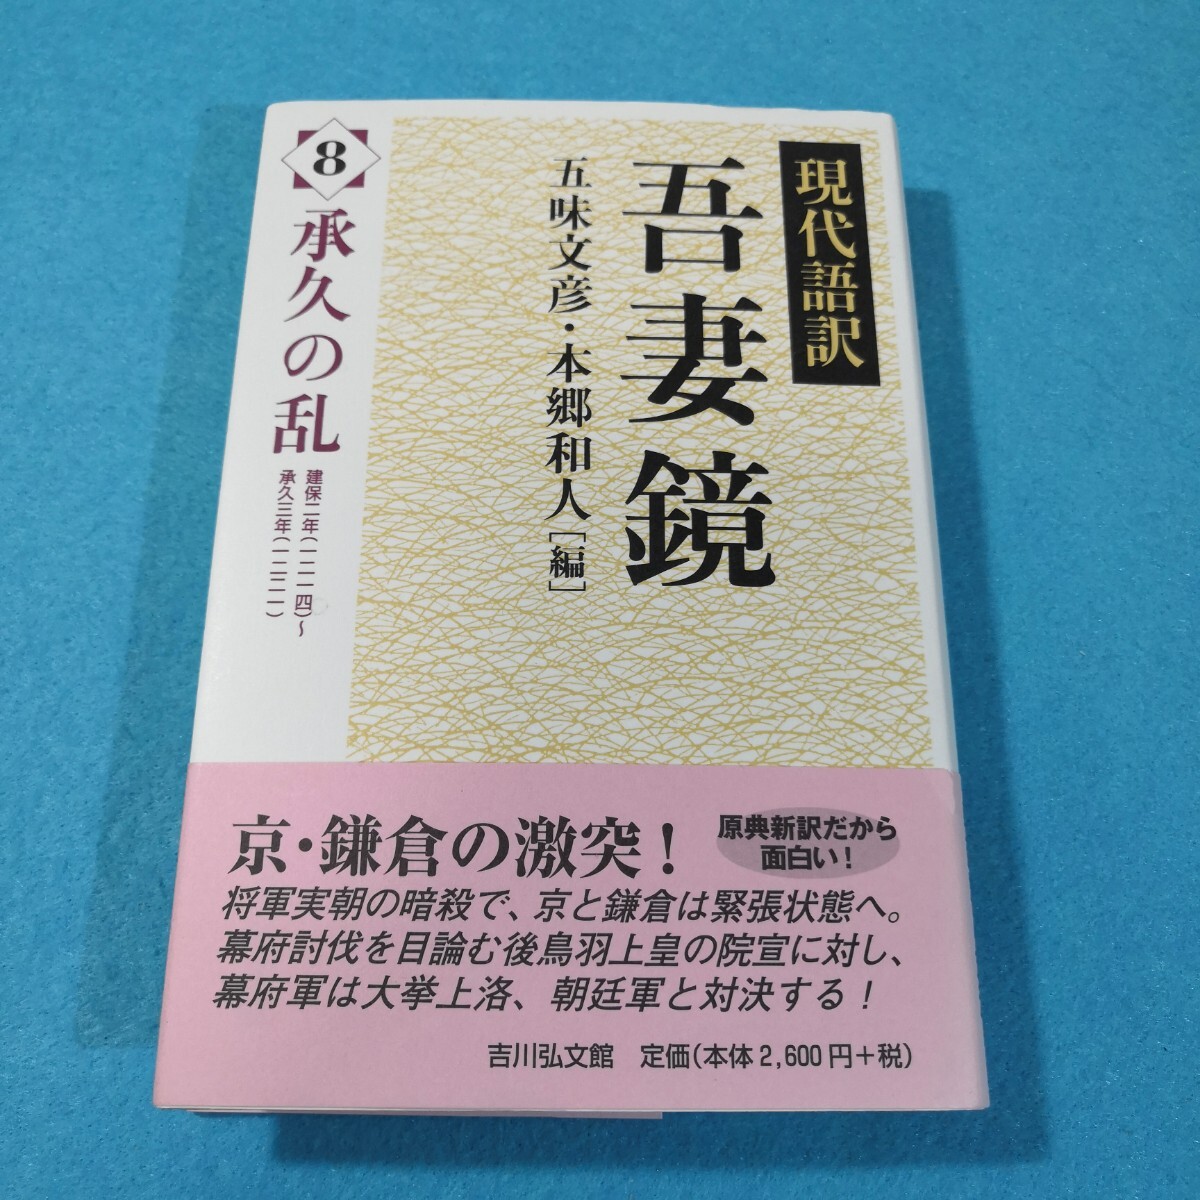 現代語訳
吾妻鏡
五味文彦・本郷和人[編]
8
承久の乱
建保二年(一二一四)~
承久三年(一二二一)
京・鎌倉の激突!
原典新訳だから
面白い!
将軍実朝の暗殺で、京と鎌倉は緊張状態へ。
幕府討伐を目論む後鳥羽上皇の院宣に対し、
幕府軍は大挙上洛、朝廷軍と対決する!
吉川弘文館 定価(本体2,600円+税)